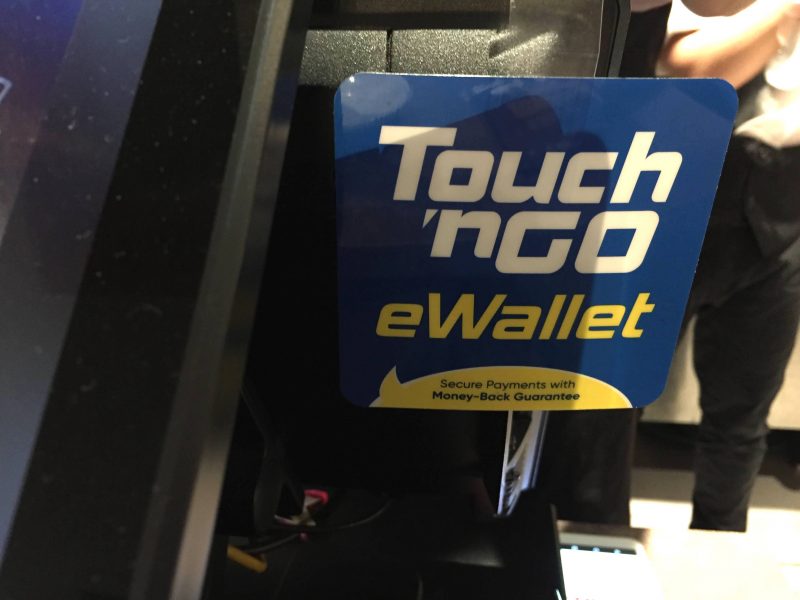 Touch
'nGO
eWallet
Secure Payments with
Money-Back Guarantee